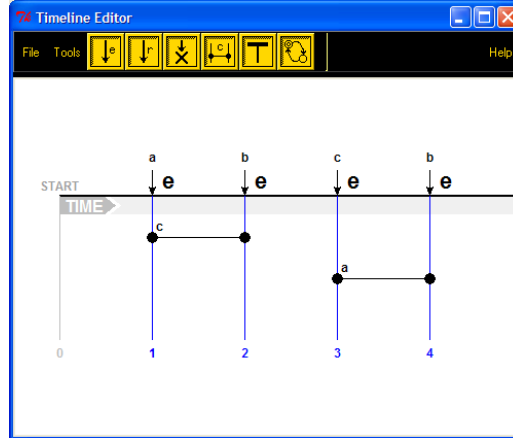 Timeline Editor
File Tools e r c Help
a b c b
e e e e
START
TIME
c
a
0 1 2 3 4